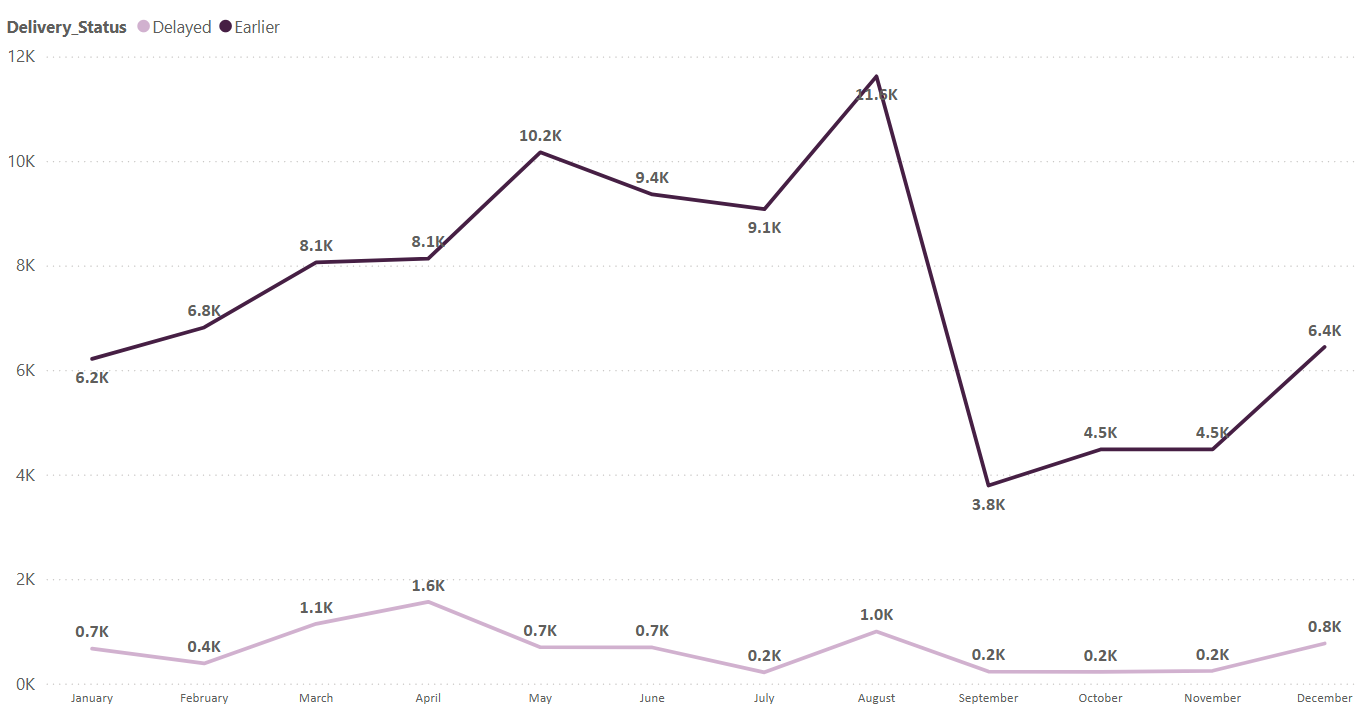 Delivery_Status Delayed Earlier
12K
11.6K
10K
10.2K
9.4K
9.1K
8K
8.1K
8.1K
6.8K
6K
6.2K
6.4K
4K
4.5K
4.5K
3.8K
2K
1.6K
1.1K
1.0K
0.7K
0.4K
0.7K
0.7K
0.2K
0.2K
0.2K
0.2K
0.8K
0K
January February March April May June July August September October November December